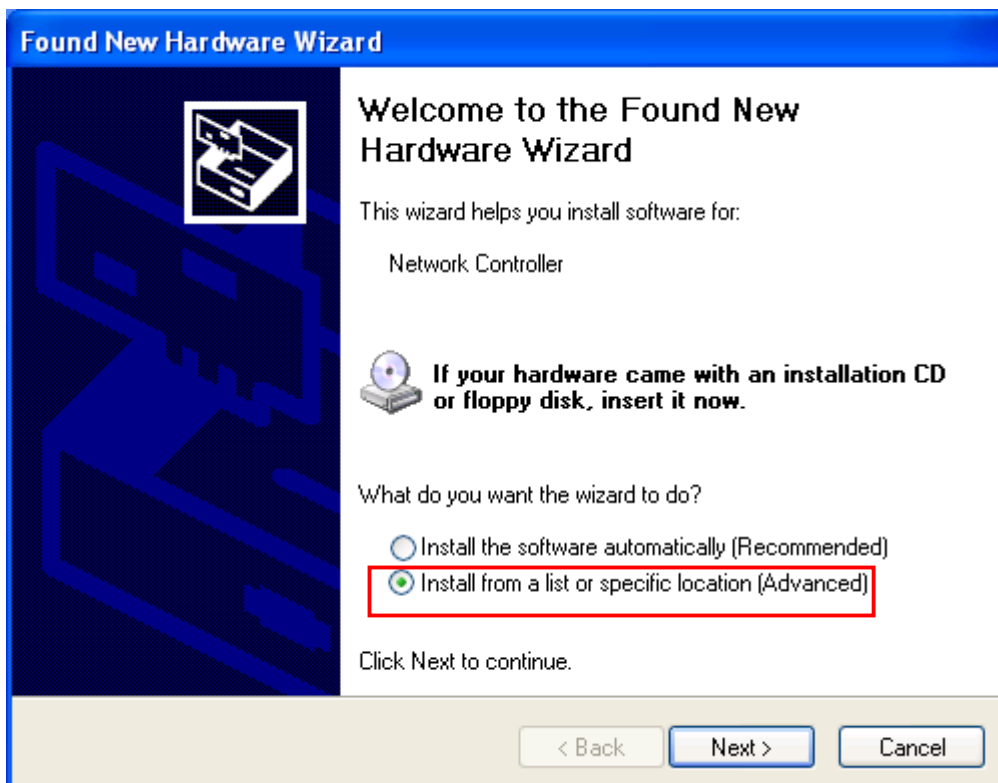 Found New Hardware Wizard
Welcome to the Found New
Hardware Wizard
This wizard helps you install software for:
Network Controller
If your hardware came with an installation CD
or floppy disk, insert it now.
What do you want the wizard to do?
Install the software automatically (Recommended)
Install from a list or specific location (Advanced)
Click Next to continue.
< Back Next > Cancel